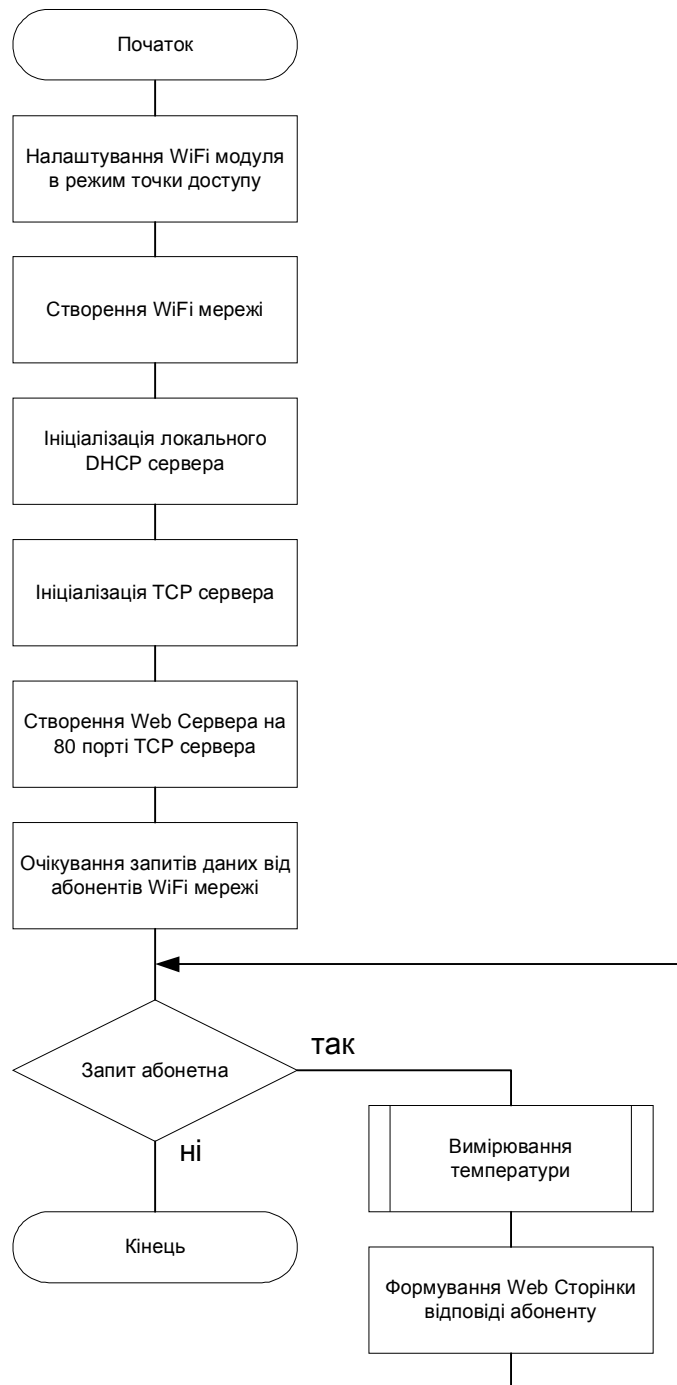 Початок
Налаштування WiFi модуля
в режим точки доступу
Створення WiFi мережі
Ініціалізація локального
DHCP сервера
Ініціалізація TCP сервера
Створення Web Сервера на
80 порті TCP сервера
Очікування запитів даних від
абонентів WiFi мережі
Запит абонетна
так
ні
Вимірювання
температури
Кінець
Формування Web Сторінки
відповіді абоненту